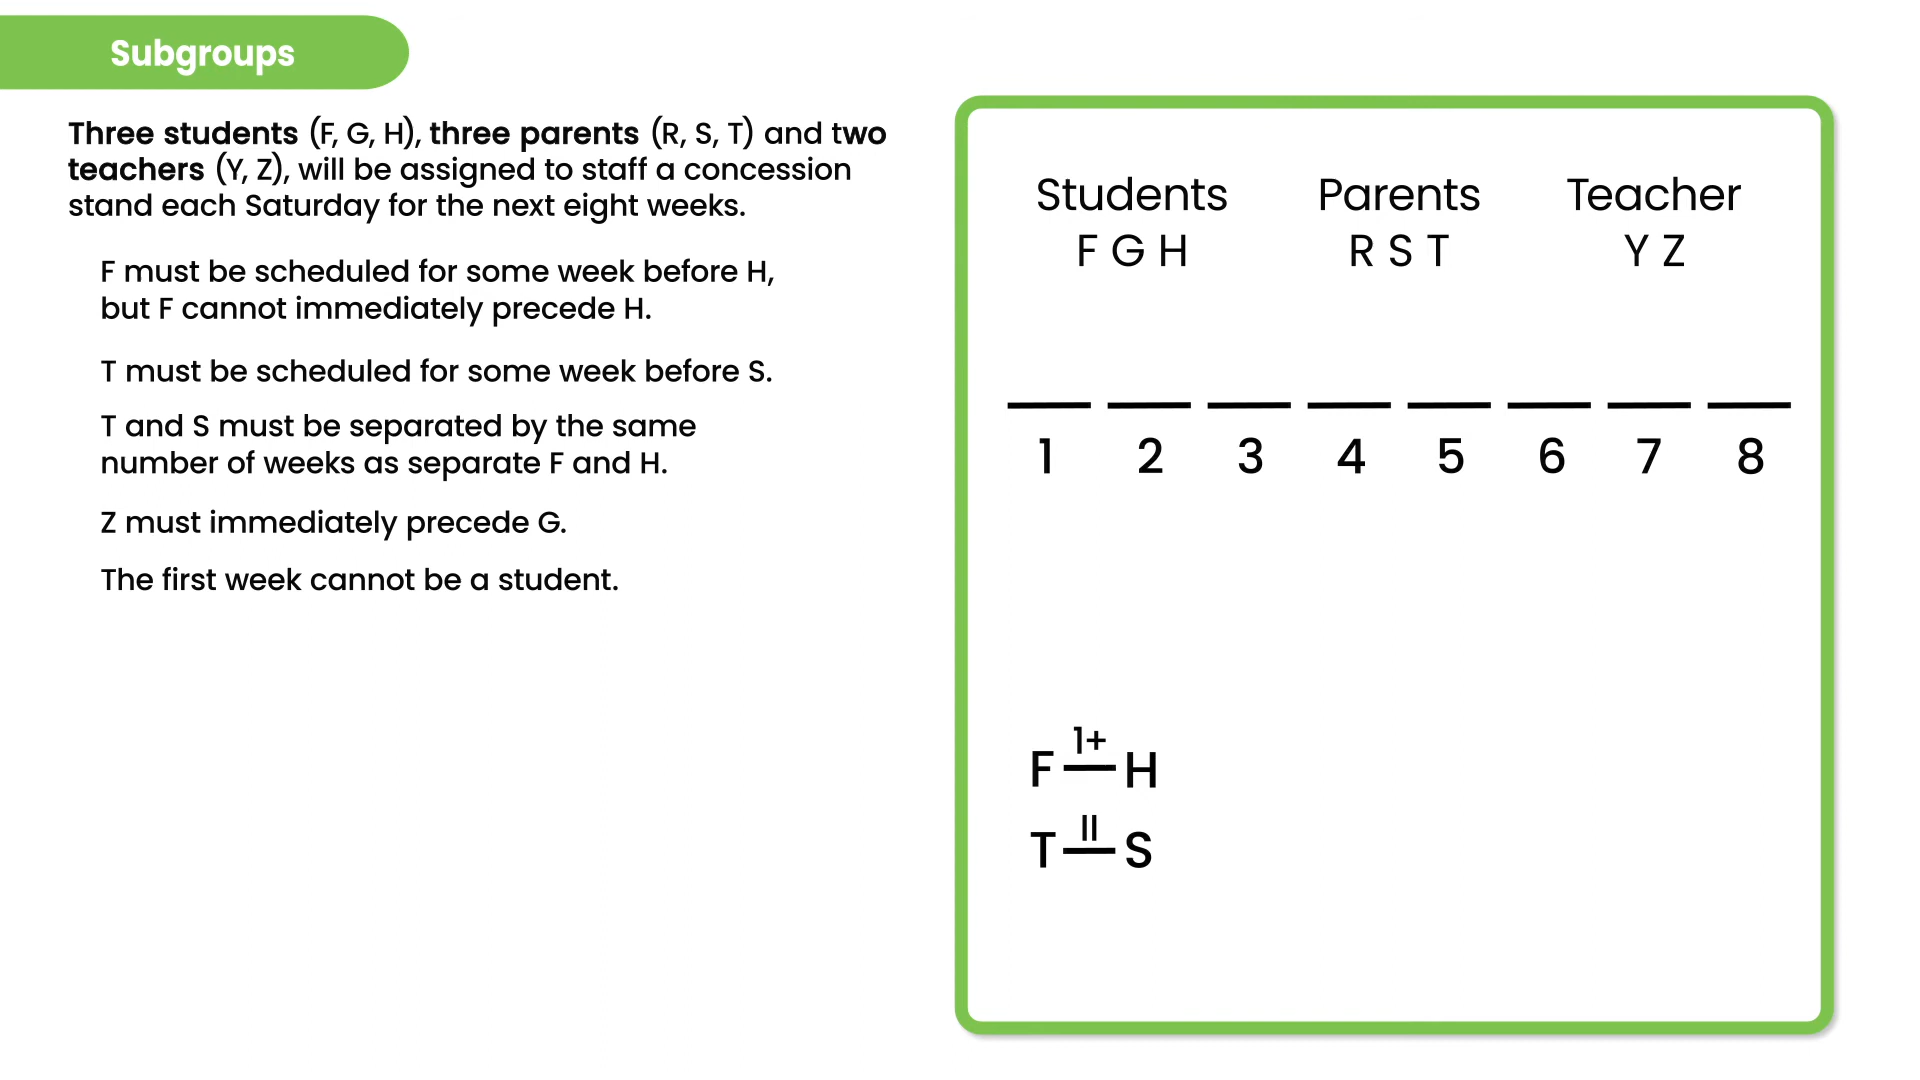 Subgroups
Three students (F, G, H), three parents (R, S, T) and two
teachers (Y, Z), will be assigned to staff a concession
stand each Saturday for the next eight weeks.
F must be scheduled for some week before H,
but F cannot immediately precede H.
T must be scheduled for some week before S.
T and S must be separated by the same
number of weeks as separate F and H.
Z must immediately precede G.
The first week cannot be a student.
Students Parents Teacher
F G H R S T Y Z
1 2 3 4 5 6 7 8
1+
F — H
||
T — S